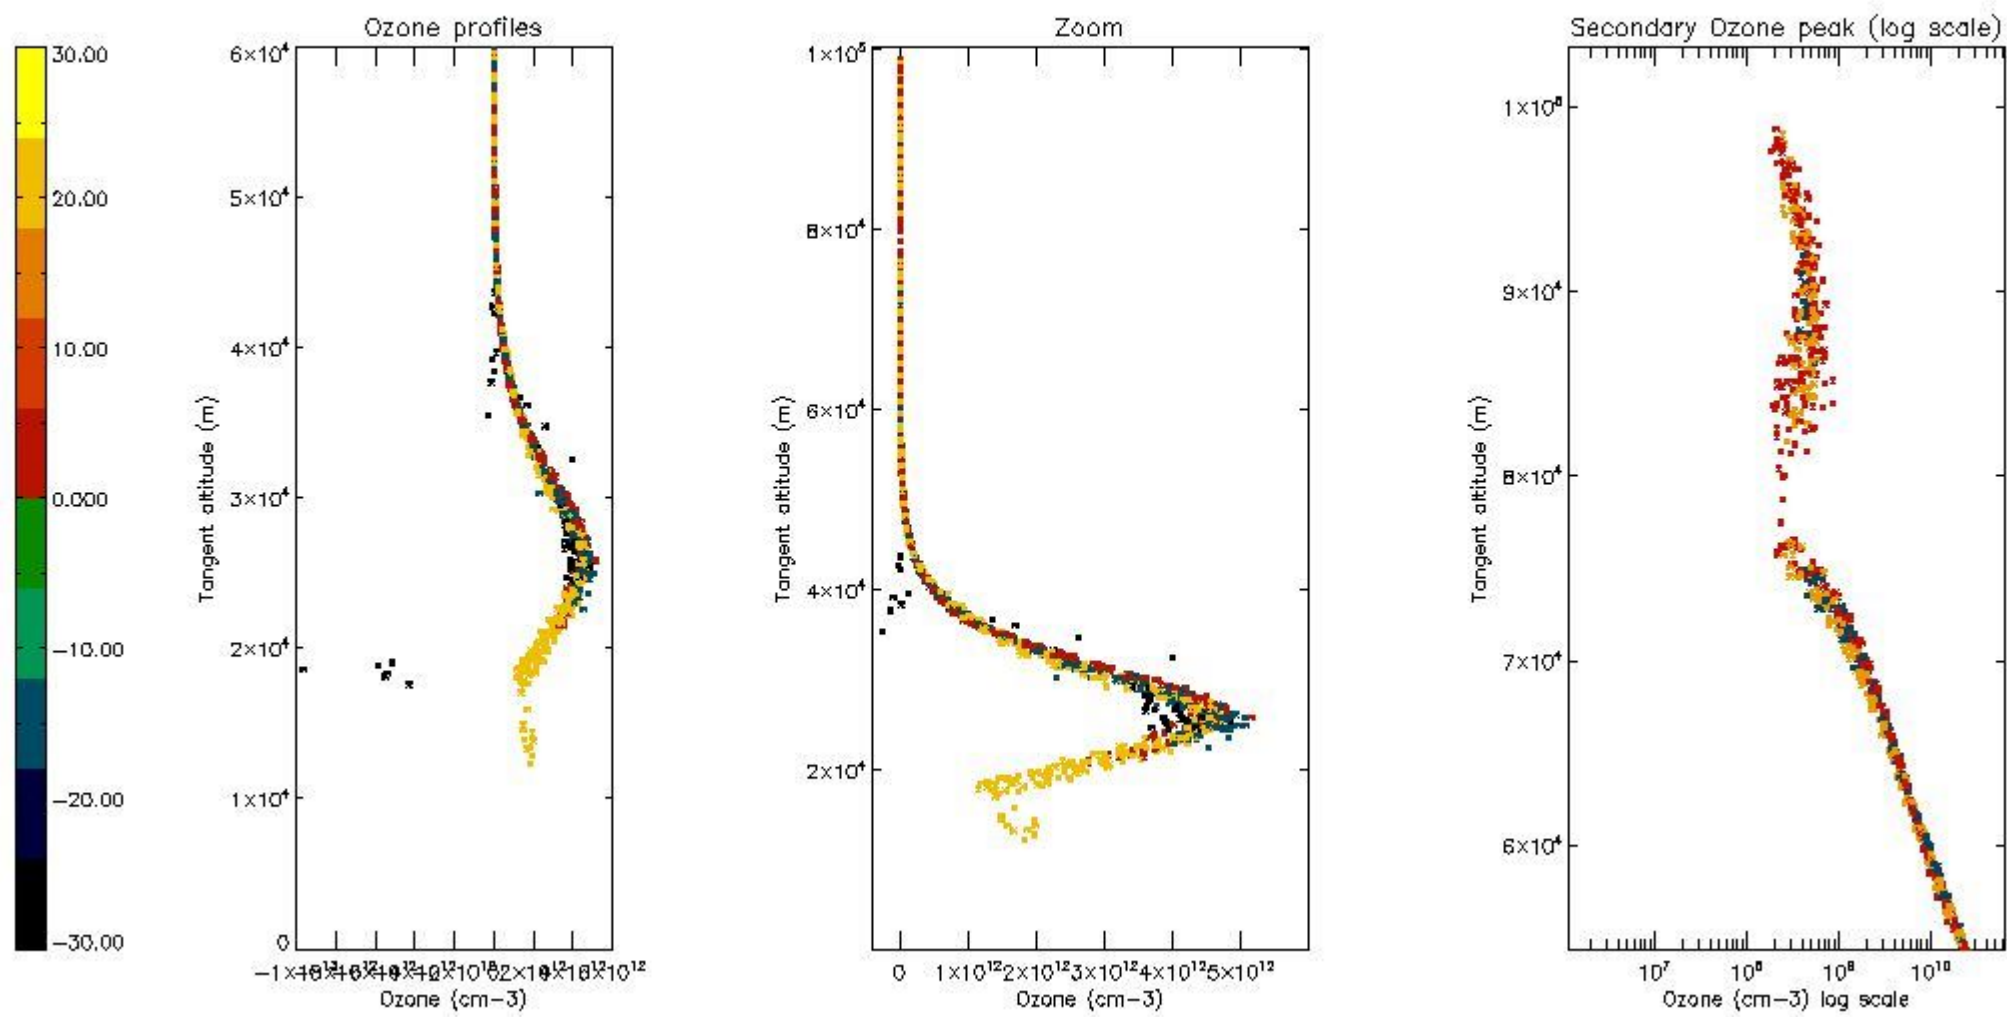 Ozone profiles
Zoom
Secondary Ozone peak (log scale)
30.00
20.00
10.00
-10.00
-20.00
-30.00
6×10⁴
5×10⁴
4×10⁴
3×10⁴
2×10⁴
1×10⁴
0
Tangent altitude (m)
Ozone (cm-3)
1×10⁵
8×10⁴
6×10⁴
4×10⁴
2×10⁴
Tangent altitude (m)
0 1×10¹² 2×10¹² 3×10¹² 4×10¹² 5×10¹²
Ozone (cm-3)
9×10⁴
8×10⁴
7×10⁴
6×10⁴
Tangent altitude (m)
10⁷ 10⁸ 10⁹ 10¹⁰
Ozone (cm-3) log scale